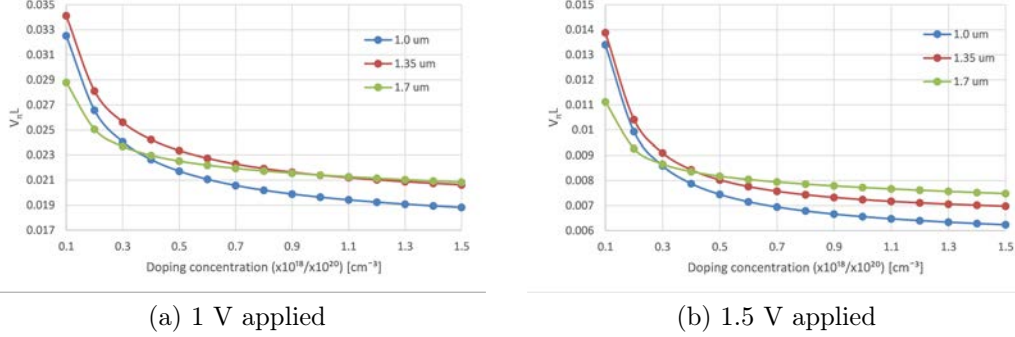 0.035
0.033
0.031
0.029
0.027
0.025
0.023
0.021
0.019
0.017
VπL
0.1 0.3 0.5 0.7 0.9 1.1 1.3 1.5
Doping concentration (x10¹⁸/x10²⁰) [cm⁻³]
1.0 um
1.35 um
1.7 um
(a) 1 V applied
0.015
0.014
0.013
0.012
0.011
0.01
0.009
0.008
0.007
0.006
VπL
0.1 0.3 0.5 0.7 0.9 1.1 1.3 1.5
Doping concentration (x10¹⁸/x10²⁰) [cm⁻³]
1.0 um
1.35 um
1.7 um
(b) 1.5 V applied